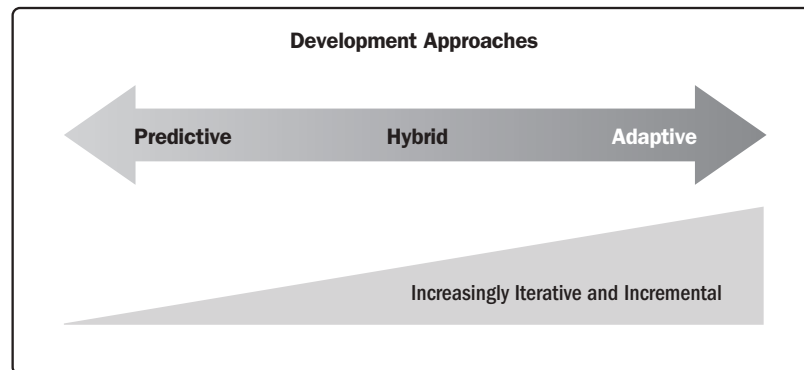 Development Approaches
Predictive Hybrid Adaptive
Increasingly Iterative and Incremental